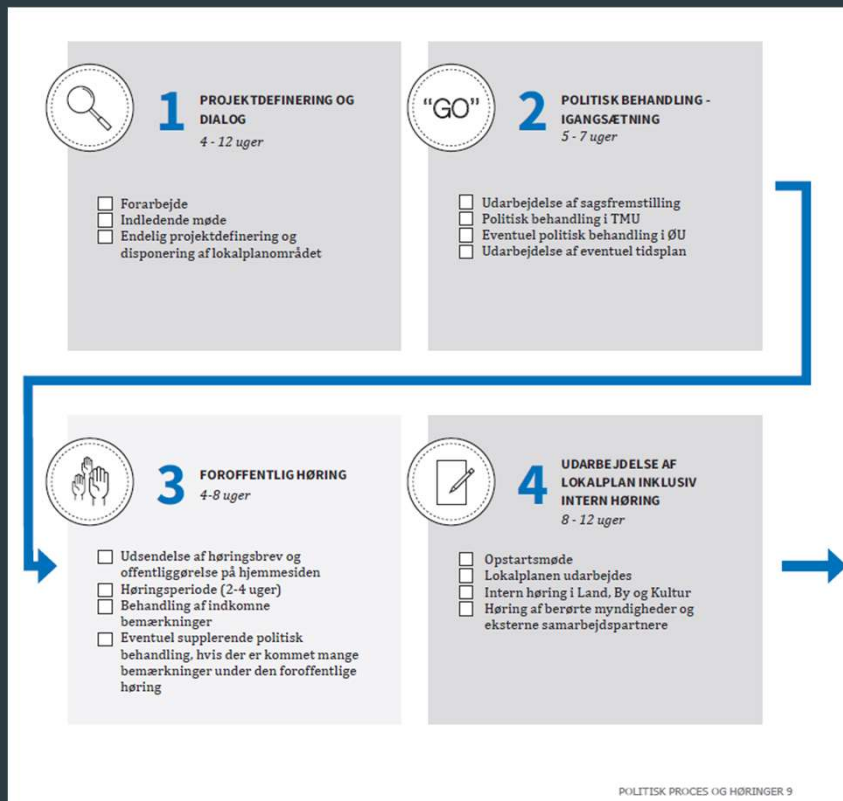 1
PROJEKTDEFINERING OG
DIALOG
4 - 12 uger
Forarbejde
Indledende møde
Endelig projektdefinering og
disponering af lokalplanområdet
“GO”
2
POLITISK BEHANDLING -
IGANGSÆTNING
5 - 7 uger
Udarbejdelse af sagsfremstilling
Politisk behandling i TMU
Eventuel politisk behandling i ØU
Udarbejdelse af eventuel tidsplan
3
FOROFFENTLIG HØRING
4-8 uger
Udsendelse af høringsbrev og
offentliggørelse på hjemmesiden
Høringsperiode (2-4 uger)
Behandling af indkomne
bemærkninger
Eventuel supplerende politisk
behandling, hvis der er kommet mange
bemærkninger under den foroffentlige
høring
4
UDARBEJDELSE AF
LOKALPLAN INKLUSIV
INTERN HØRING
8 - 12 uger
Opstartsmøde
Lokalplanen udarbejdes
Intern høring i Land, By og Kultur
Høring af berørte myndigheder og
eksterne samarbejdspartnere
POLITISK PROCES OG HØRINGER 9